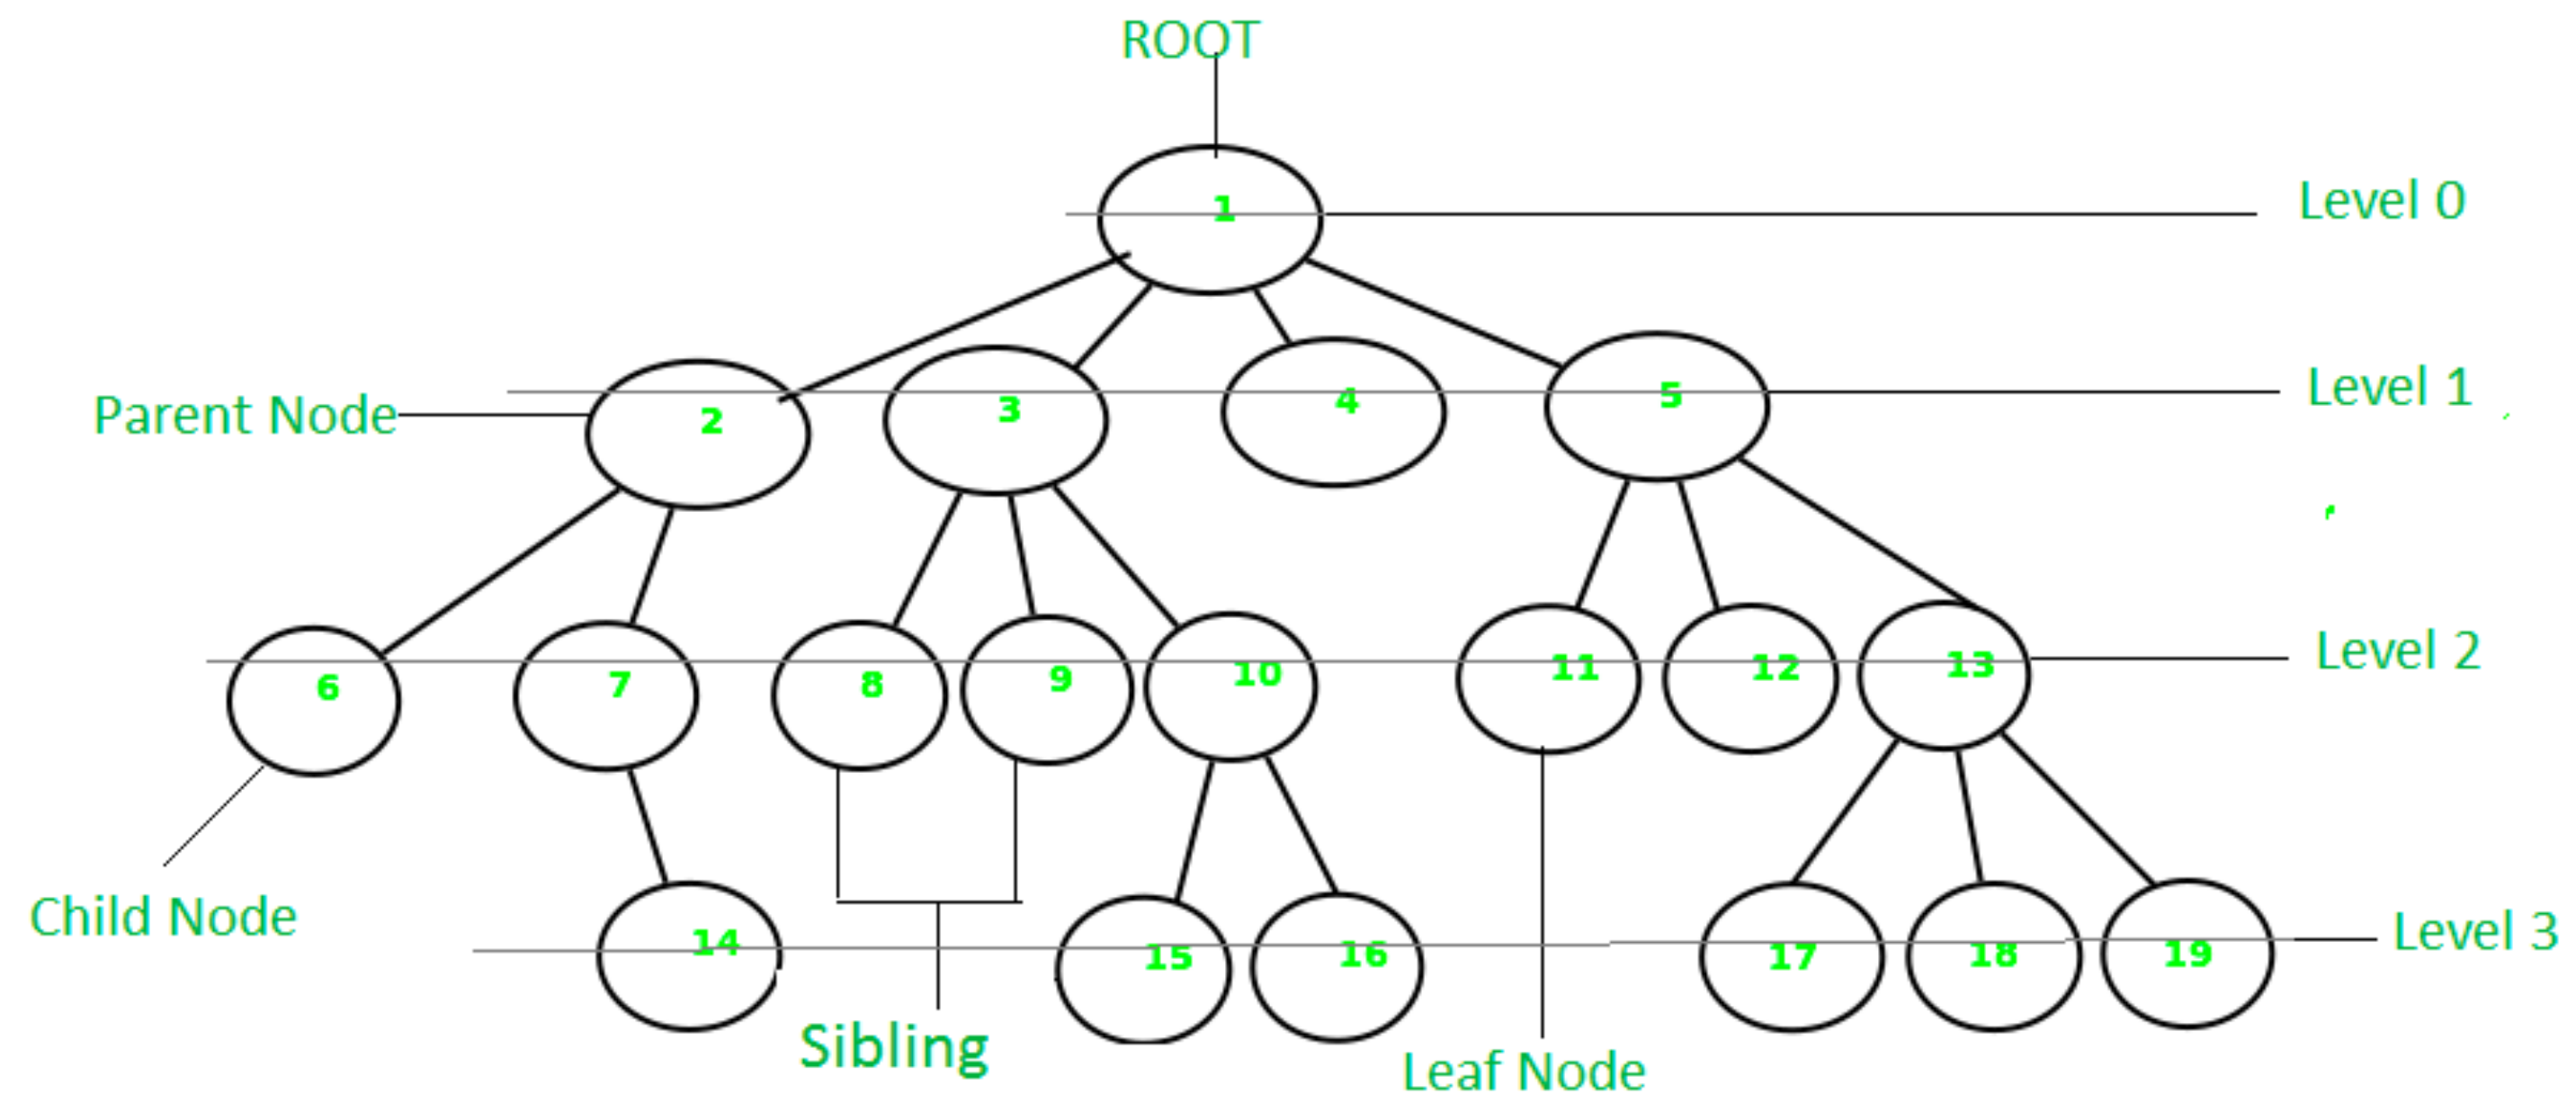 ROOT
1
Level 0
Parent Node
2
3
4
5
Level 1
6
7
8
9
10
11
12
13
Level 2
Child Node
14
15
16
17
18
19
Level 3
Sibling
Leaf Node